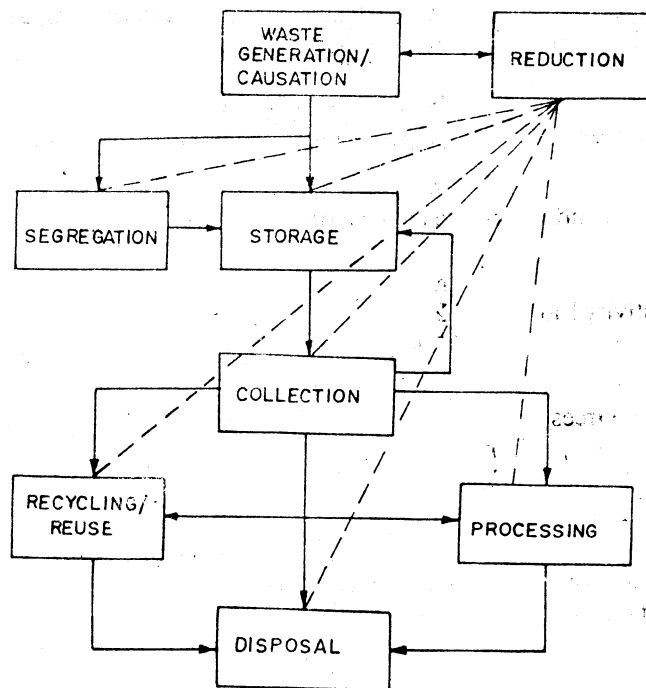 WASTE
GENERATION/
CAUSATION
REDUCTION
SEGREGATION
STORAGE
COLLECTION
RECYCLING/
REUSE
PROCESSING
DISPOSAL